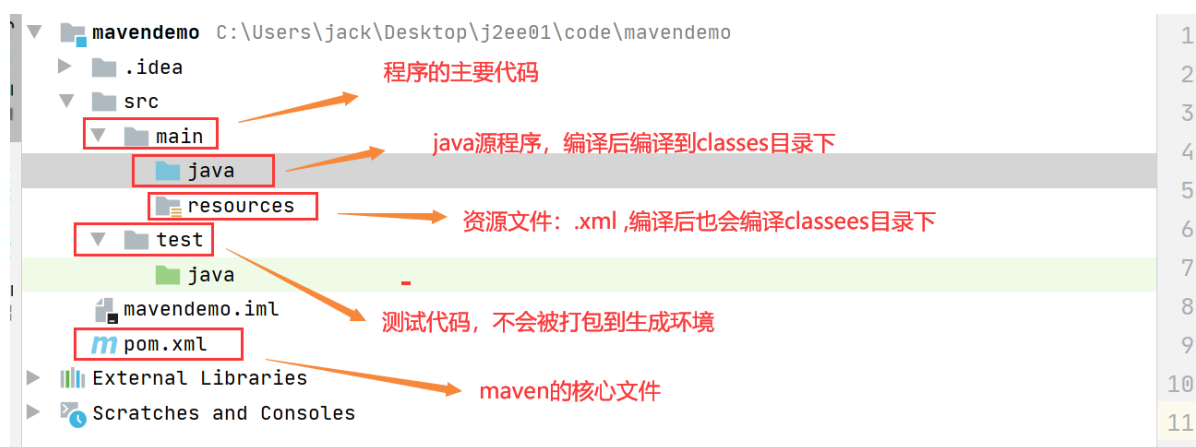 mavendemo C:\Users\jack\Desktop\j2ee01\code\mavendemo
1
.idea
程序的主要代码
2
src
3
main
java源程序，编译后编译到classes目录下
4
java
5
resources
资源文件：.xml ,编译后也会编译classees目录下
6
test
7
java
-
8
mavendemo.iml
测试代码，不会被打包到生成环境
9
pom.xml
maven的核心文件
10
External Libraries
11
Scratches and Consoles